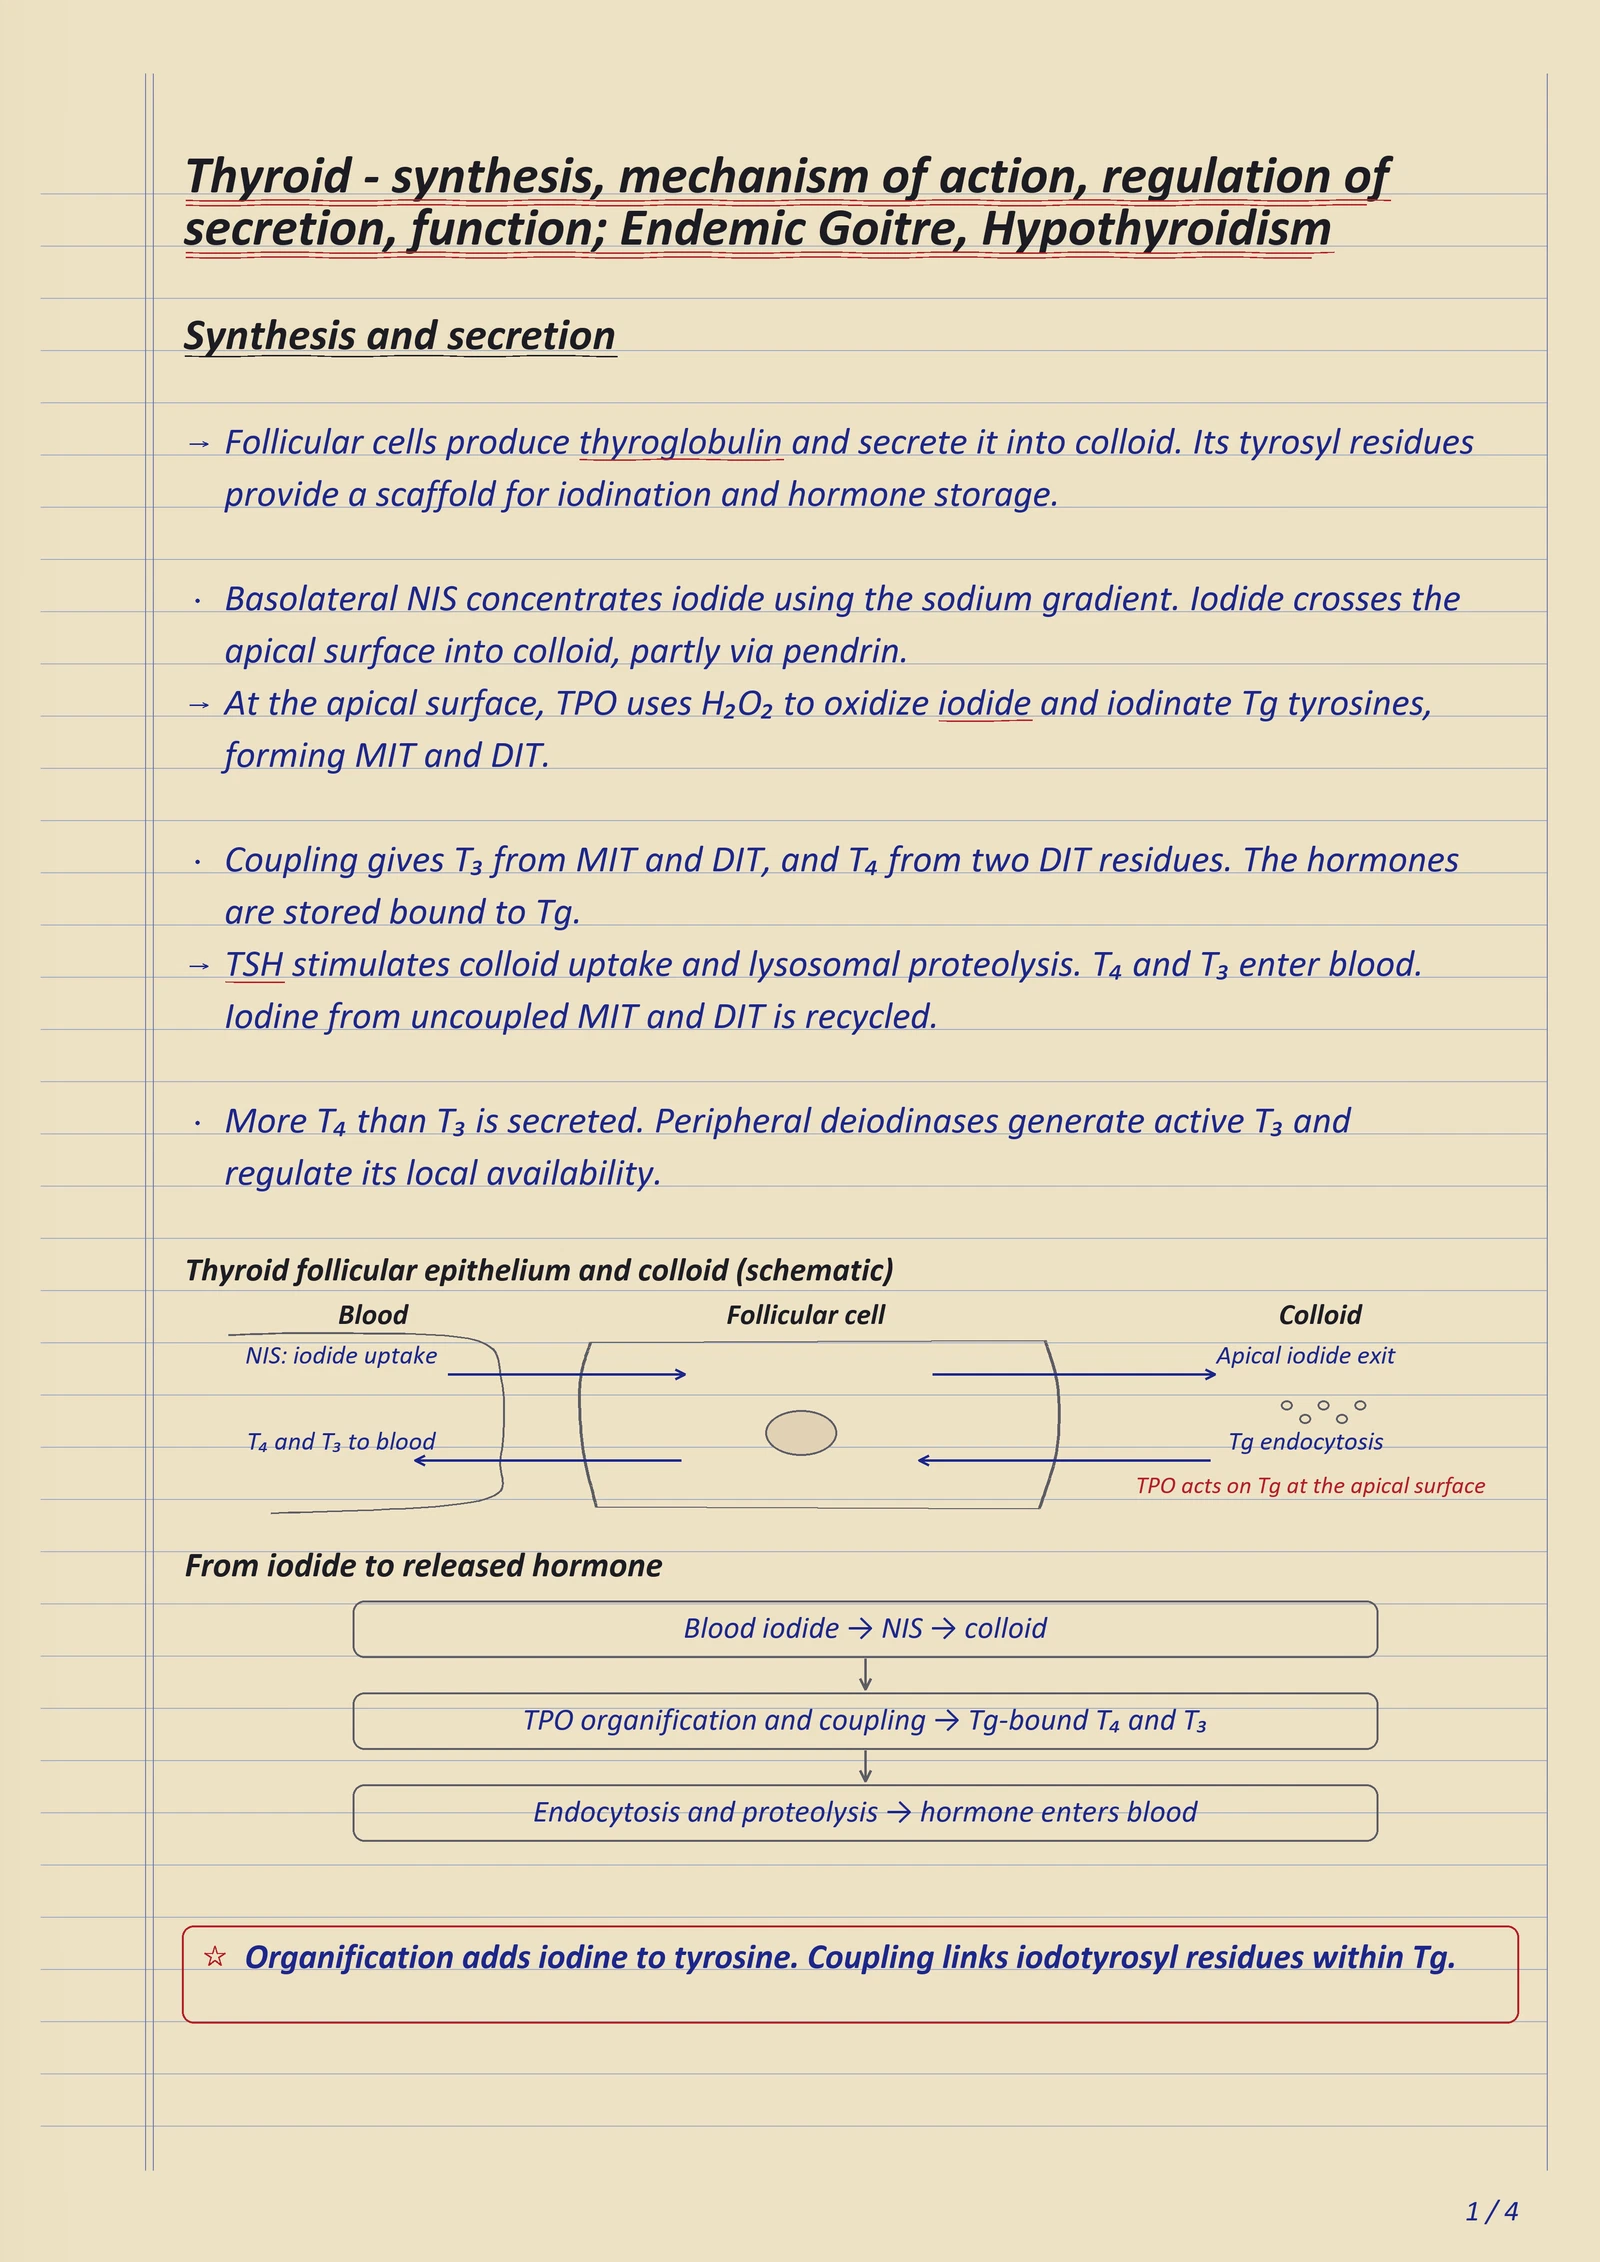 Thyroid - synthesis, mechanism of action, regulation of
secretion, function; Endemic Goitre, Hypothyroidism
Synthesis and secretion
→ Follicular cells produce thyroglobulin and secrete it into colloid. Its tyrosyl residues
provide a scaffold for iodination and hormone storage.
· Basolateral NIS concentrates iodide using the sodium gradient. Iodide crosses the
apical surface into colloid, partly via pendrin.
→ At the apical surface, TPO uses H₂O₂ to oxidize iodide and iodinate Tg tyrosines,
forming MIT and DIT.
· Coupling gives T₃ from MIT and DIT, and T₄ from two DIT residues. The hormones
are stored bound to Tg.
→ TSH stimulates colloid uptake and lysosomal proteolysis. T₄ and T₃ enter blood.
Iodine from uncoupled MIT and DIT is recycled.
· More T₄ than T₃ is secreted. Peripheral deiodinases generate active T₃ and
regulate its local availability.
Thyroid follicular epithelium and colloid (schematic)
Blood Follicular cell Colloid
NIS: iodide uptake Apical iodide exit
T₄ and T₃ to blood Tg endocytosis
TPO acts on Tg at the apical surface
From iodide to released hormone
Blood iodide → NIS → colloid
TPO organification and coupling → Tg-bound T₄ and T₃
Endocytosis and proteolysis → hormone enters blood
☆ Organification adds iodine to tyrosine. Coupling links iodotyrosyl residues within Tg.
1 / 4